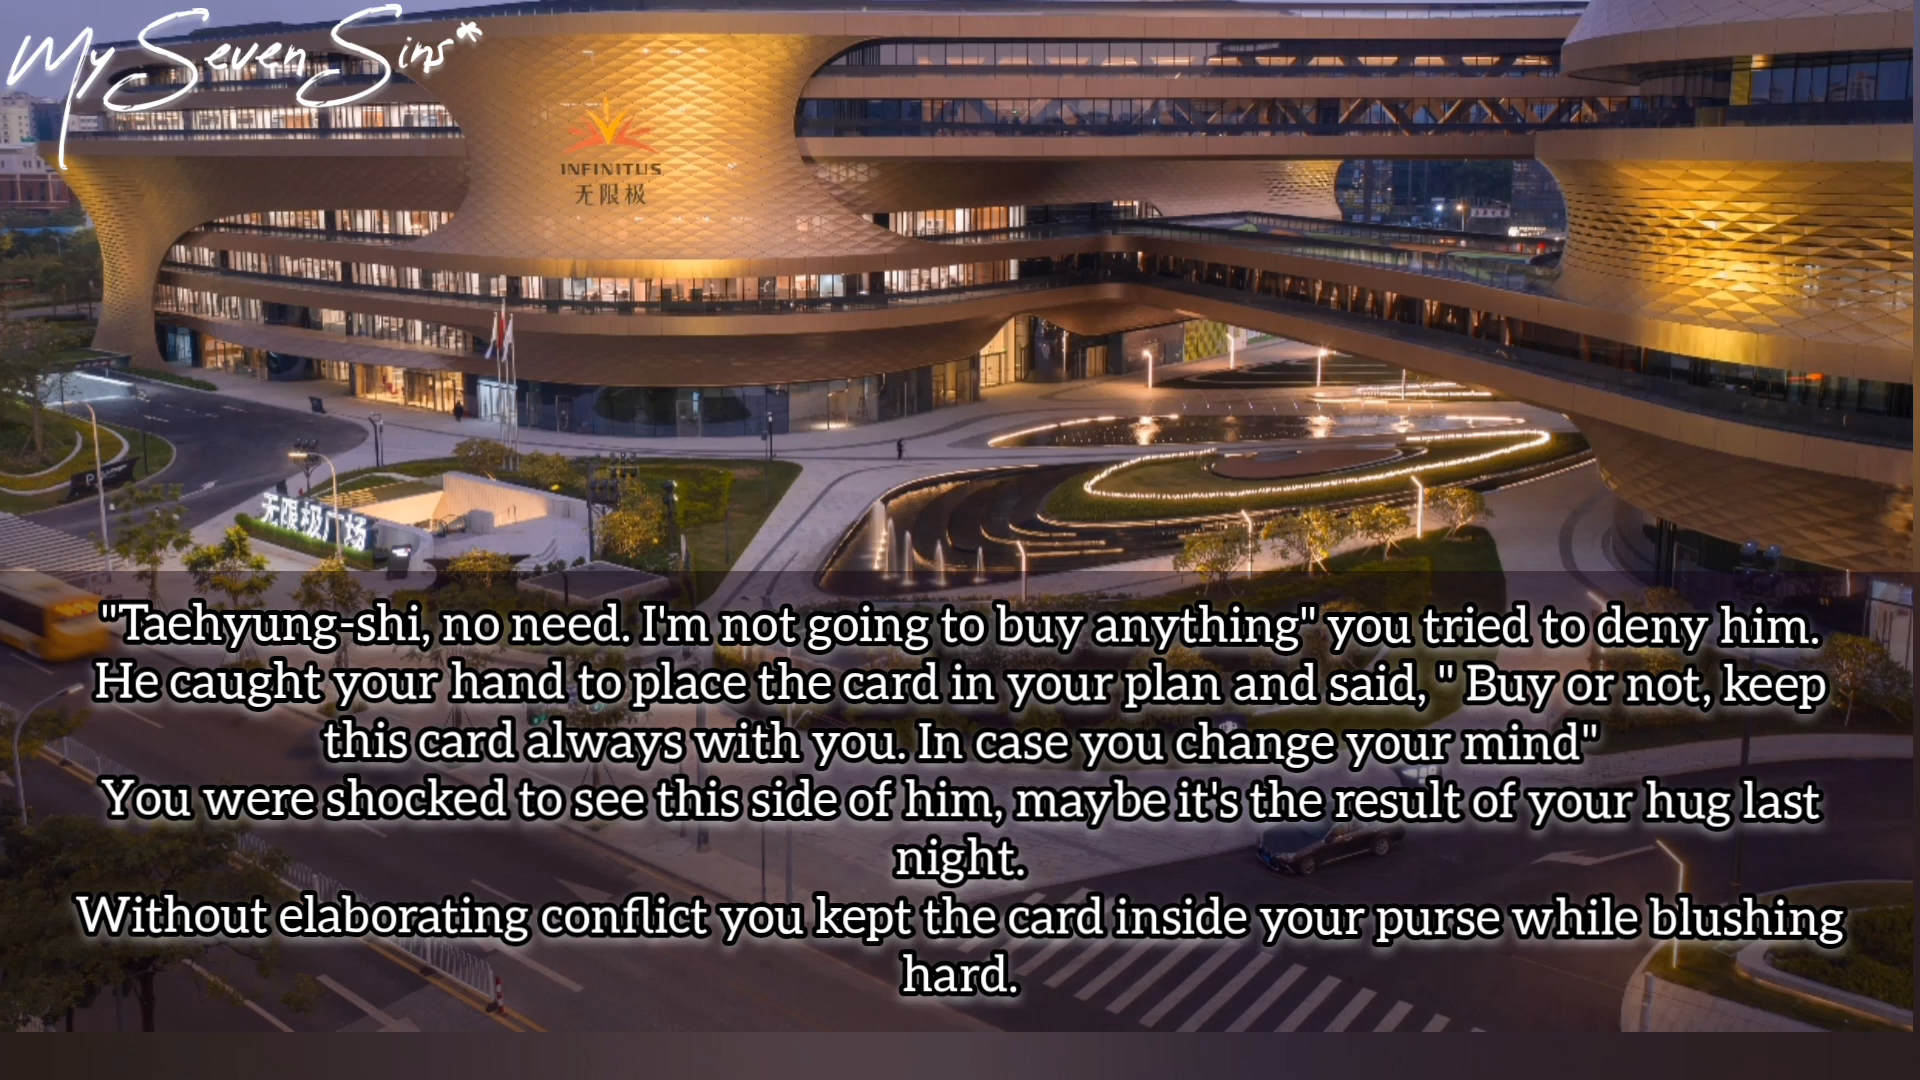 My Seven Sins*
INFINITUS
无限极
无限极广场
"Taehyung-shi, no need. I'm not going to buy anything" you tried to deny him.
He caught your hand to place the card in your plan and said, " Buy or not, keep
this card always with you. In case you change your mind"
You were shocked to see this side of him, maybe it's the result of your hug last
night.
Without elaborating conflict you kept the card inside your purse while blushing
hard.